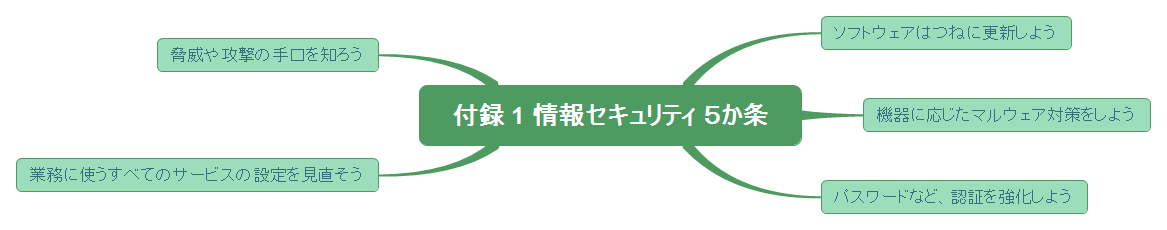 付録１ 情報セキュリティ５か条
ソフトウェアはつねに更新しよう
機器に応じたマルウェア対策をしよう
パスワードなど、認証を強化しよう
業務に使うすべてのサービスの設定を見直そう
脅威や攻撃の手口を知ろう